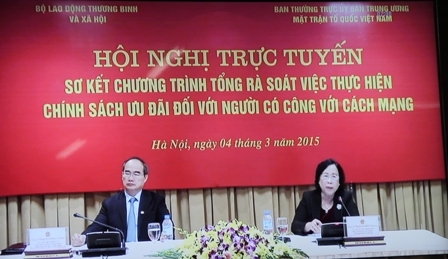 BỘ LAO ĐỘNG THƯƠNG BINH
VÀ XÃ HỘI
BAN THƯỜNG TRỰC ỦY BAN TRUNG ƯƠNG
MẶT TRẬN TỔ QUỐC VIỆT NAM
HỘI NGHỊ TRỰC TUYẾN
SƠ KẾT CHƯƠNG TRÌNH TỔNG RÀ SOÁT VIỆC THỰC HIỆN
CHÍNH SÁCH ƯU ĐÃI ĐỐI VỚI NGƯỜI CÓ CÔNG VỚI CÁCH MẠNG
Hà Nội, ngày 04 tháng 3 năm 2015